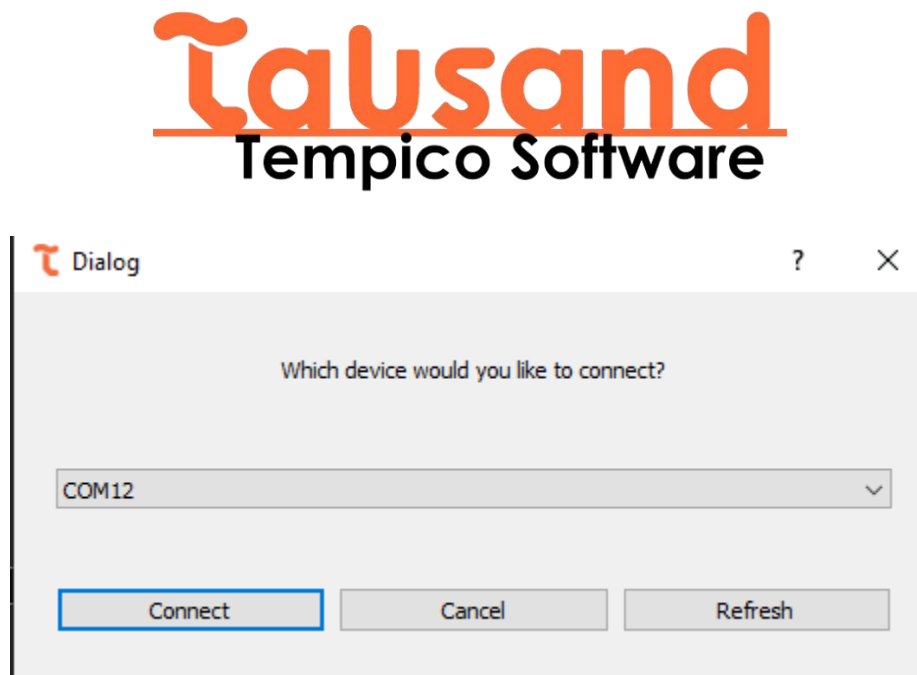 Tausand
Tempico Software
Dialog ?
Which device would you like to connect?
COM12
Connect Cancel Refresh